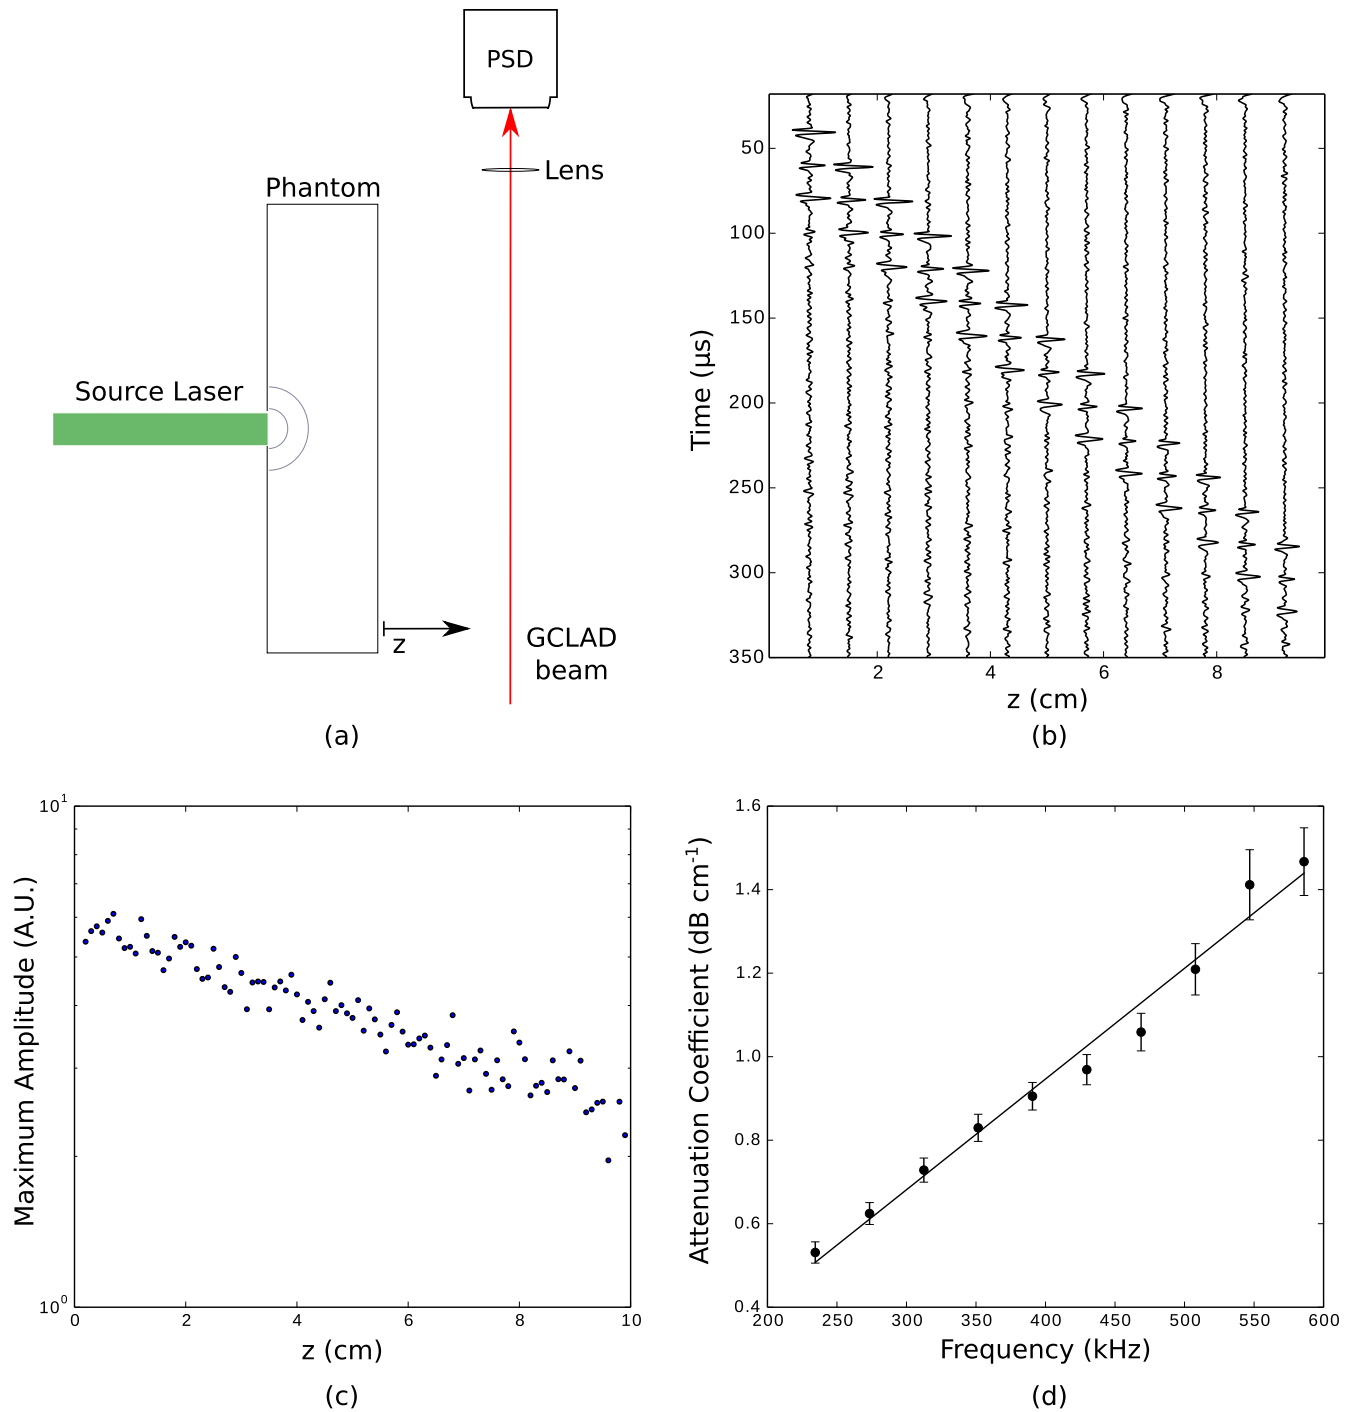 PSD
Lens
Phantom
Source Laser
z
GCLAD
beam
(a)
50
100
150
200
250
300
350
Time (µs)
2 4 6 8
z (cm)
(b)
10¹
10⁰
Maximum Amplitude (A.U.)
0 2 4 6 8 10
z (cm)
(c)
1.6
1.4
1.2
1.0
0.8
0.6
0.4
Attenuation Coefficient (dB cm⁻¹)
200 250 300 350 400 450 500 550 600
Frequency (kHz)
(d)